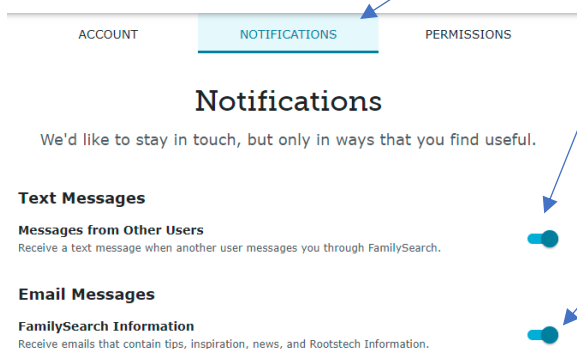 ACCOUNT NOTIFICATIONS PERMISSIONS
Notifications
We'd like to stay in touch, but only in ways that you find useful.
Text Messages
Messages from Other Users
Receive a text message when another user messages you through FamilySearch.
Email Messages
FamilySearch Information
Receive emails that contain tips, inspiration, news, and Rootstech Information.